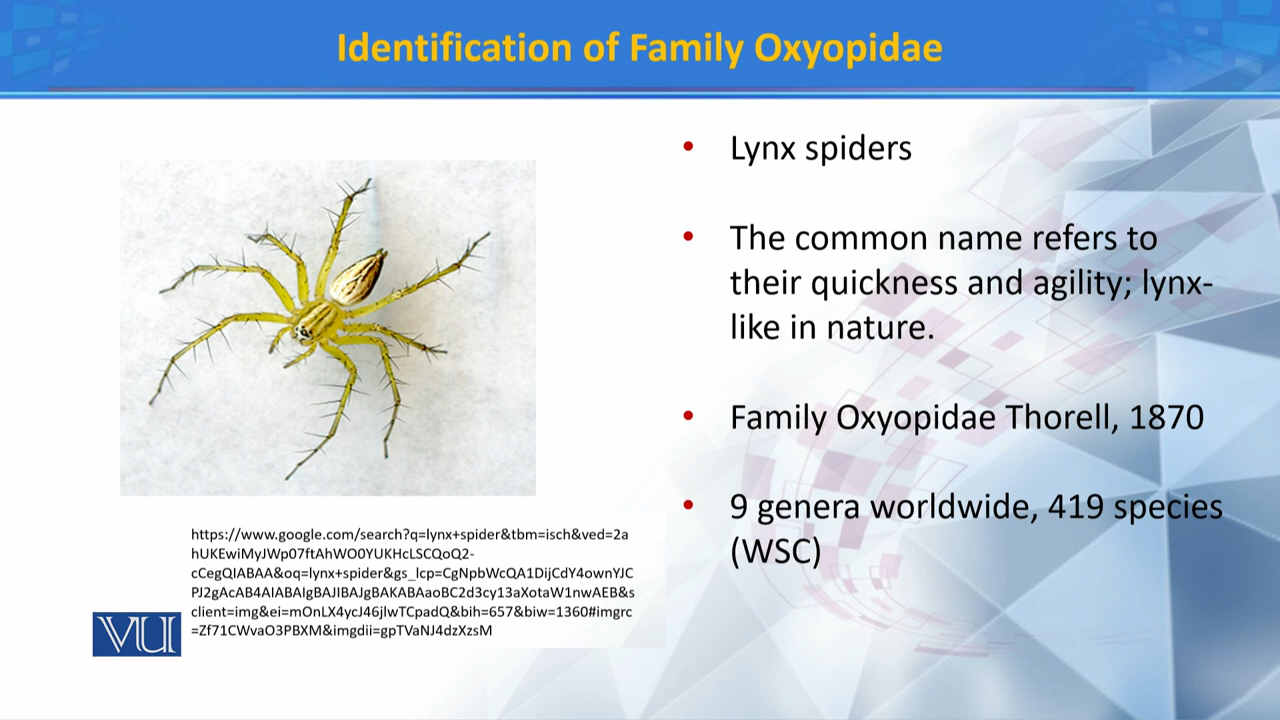 Identification of Family Oxyopidae
• Lynx spiders
• The common name refers to
their quickness and agility; lynx-
like in nature.
• Family Oxyopidae Thorell, 1870
• 9 genera worldwide, 419 species
(WSC)
https://www.google.com/search?q=lynx+spider&tbm=isch&ved=2a
hUKEwiMyJWp07ftAhWO0YUKHcLSCQoQ2-
cCegQIABAA&oq=lynx+spider&gs_lcp=CgNpbWcQA1DijCdY4ownYJC
PJ2gAcAB4AIABAIgBAJIBAJgBAKABAaoBC2d3cy13aXotaW1nwAEB&s
client=img&ei=mOnLX4ycJ46jlwTCpadQ&bih=657&biw=1360#imgrc
=Zf71CWvaO3PBXM&imgdii=gpTVaNJ4dzXzsM
VU